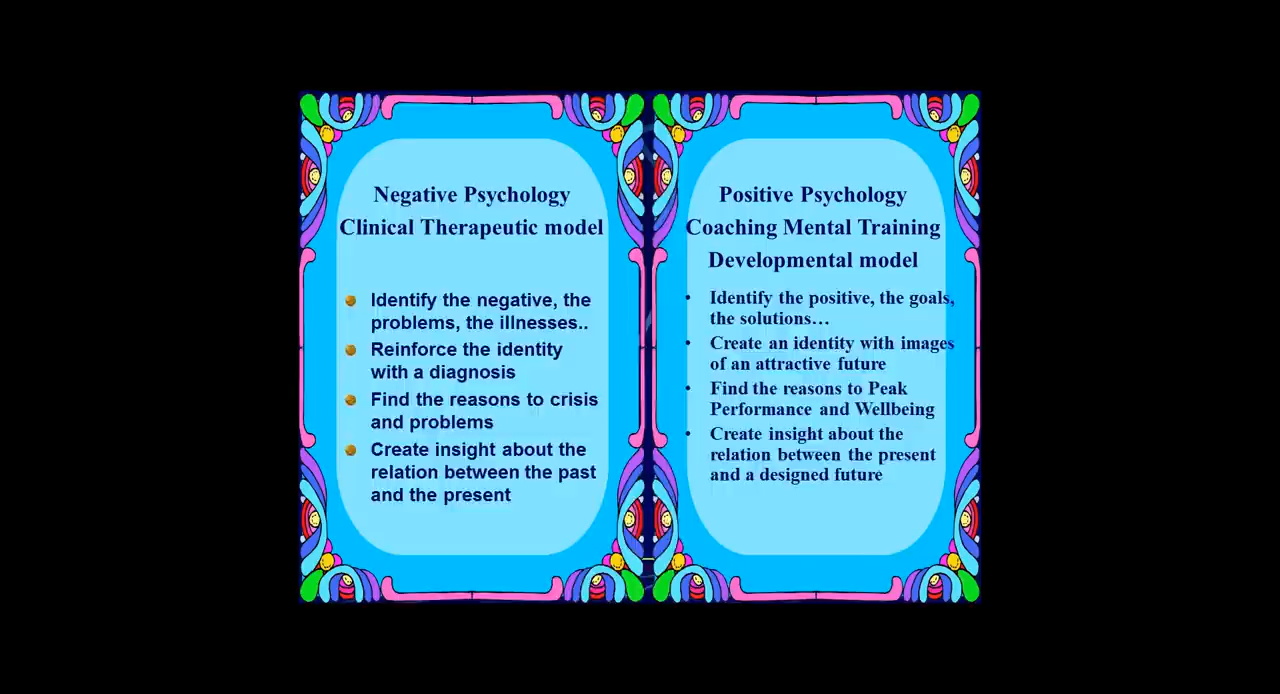 Negative Psychology
Clinical Therapeutic model
Identify the negative, the
problems, the illnesses..
Reinforce the identity
with a diagnosis
Find the reasons to crisis
and problems
Create insight about the
relation between the past
and the present
Positive Psychology
Coaching Mental Training
Developmental model
Identify the positive, the goals,
the solutions…
Create an identity with images
of an attractive future
Find the reasons to Peak
Performance and Wellbeing
Create insight about the
relation between the present
and a designed future